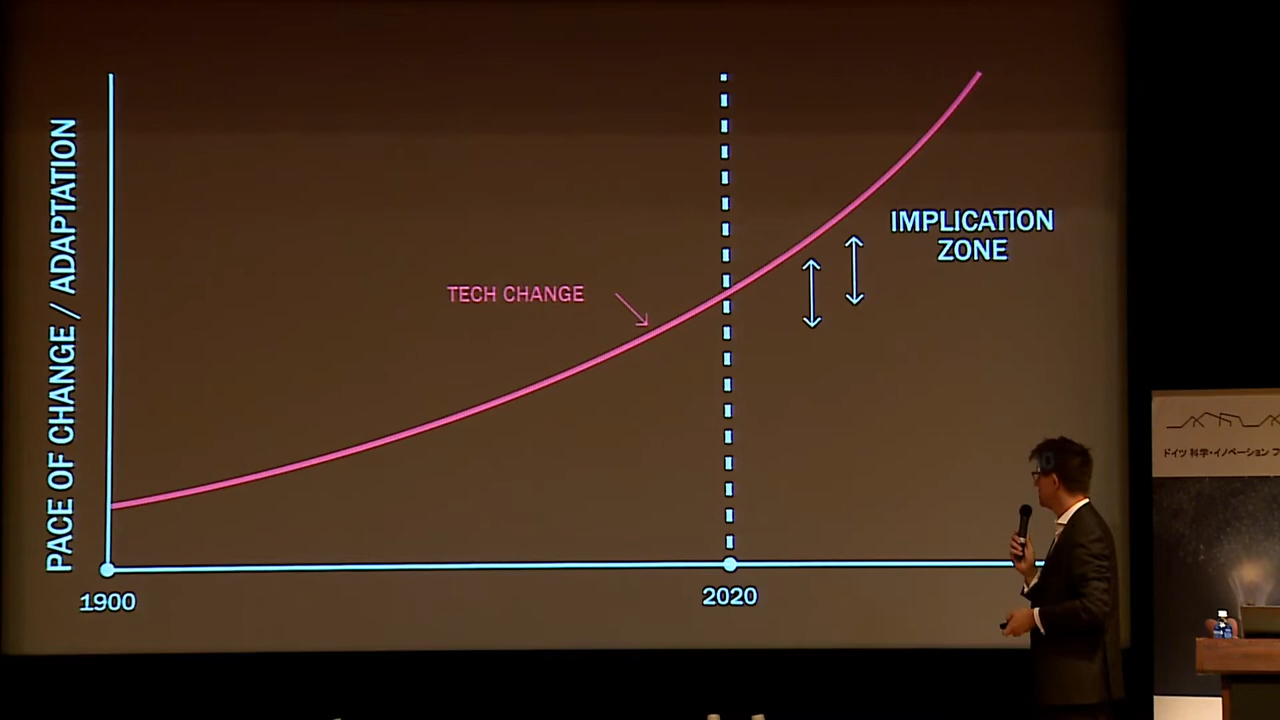 PACE OF CHANGE / ADAPTATION
TECH CHANGE
IMPLICATION
ZONE
1900
2020
ドイツ 科学・イノベーション フ